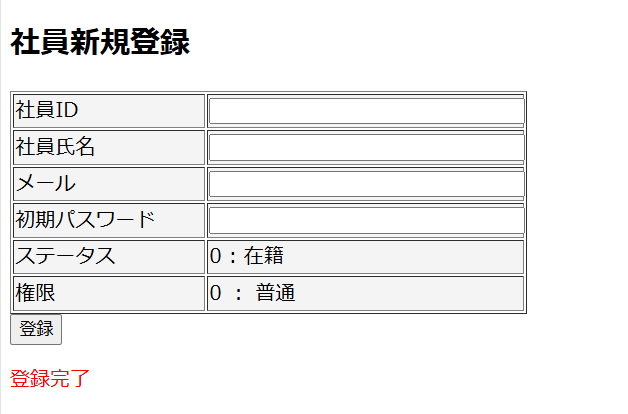 社員新規登録
社員ID
社員氏名
メール
初期パスワード
ステータス 0：在籍
権限 0 ： 普通
登録
登録完了